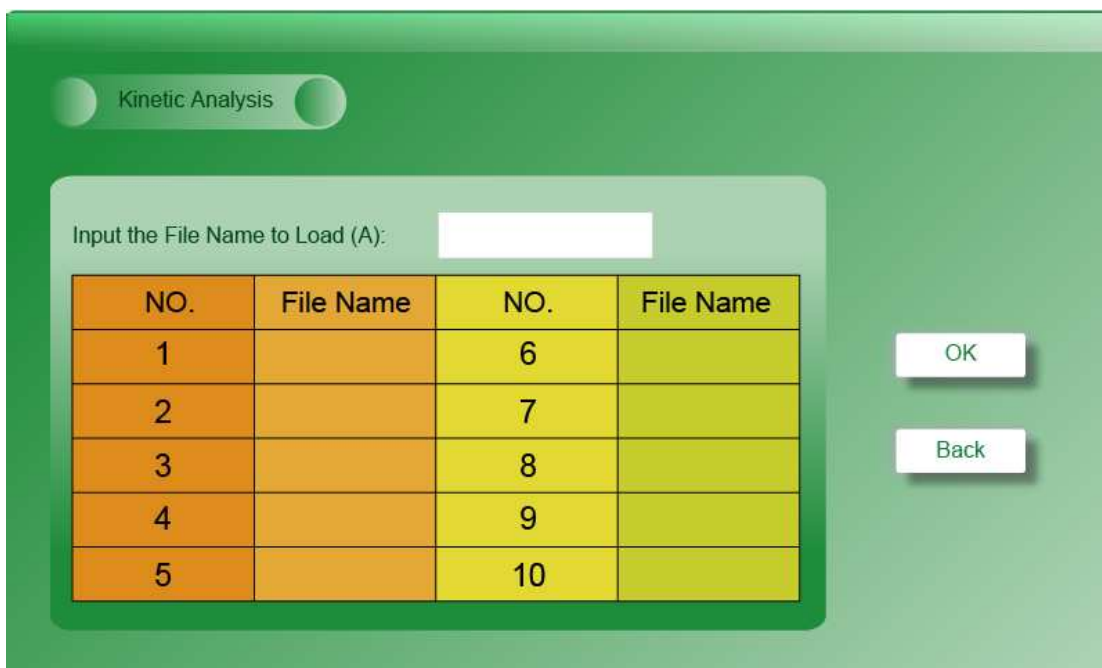 Kinetic Analysis
Input the File Name to Load (A):
NO. File Name NO. File Name
1 6
2 7
3 8
4 9
5 10
OK
Back